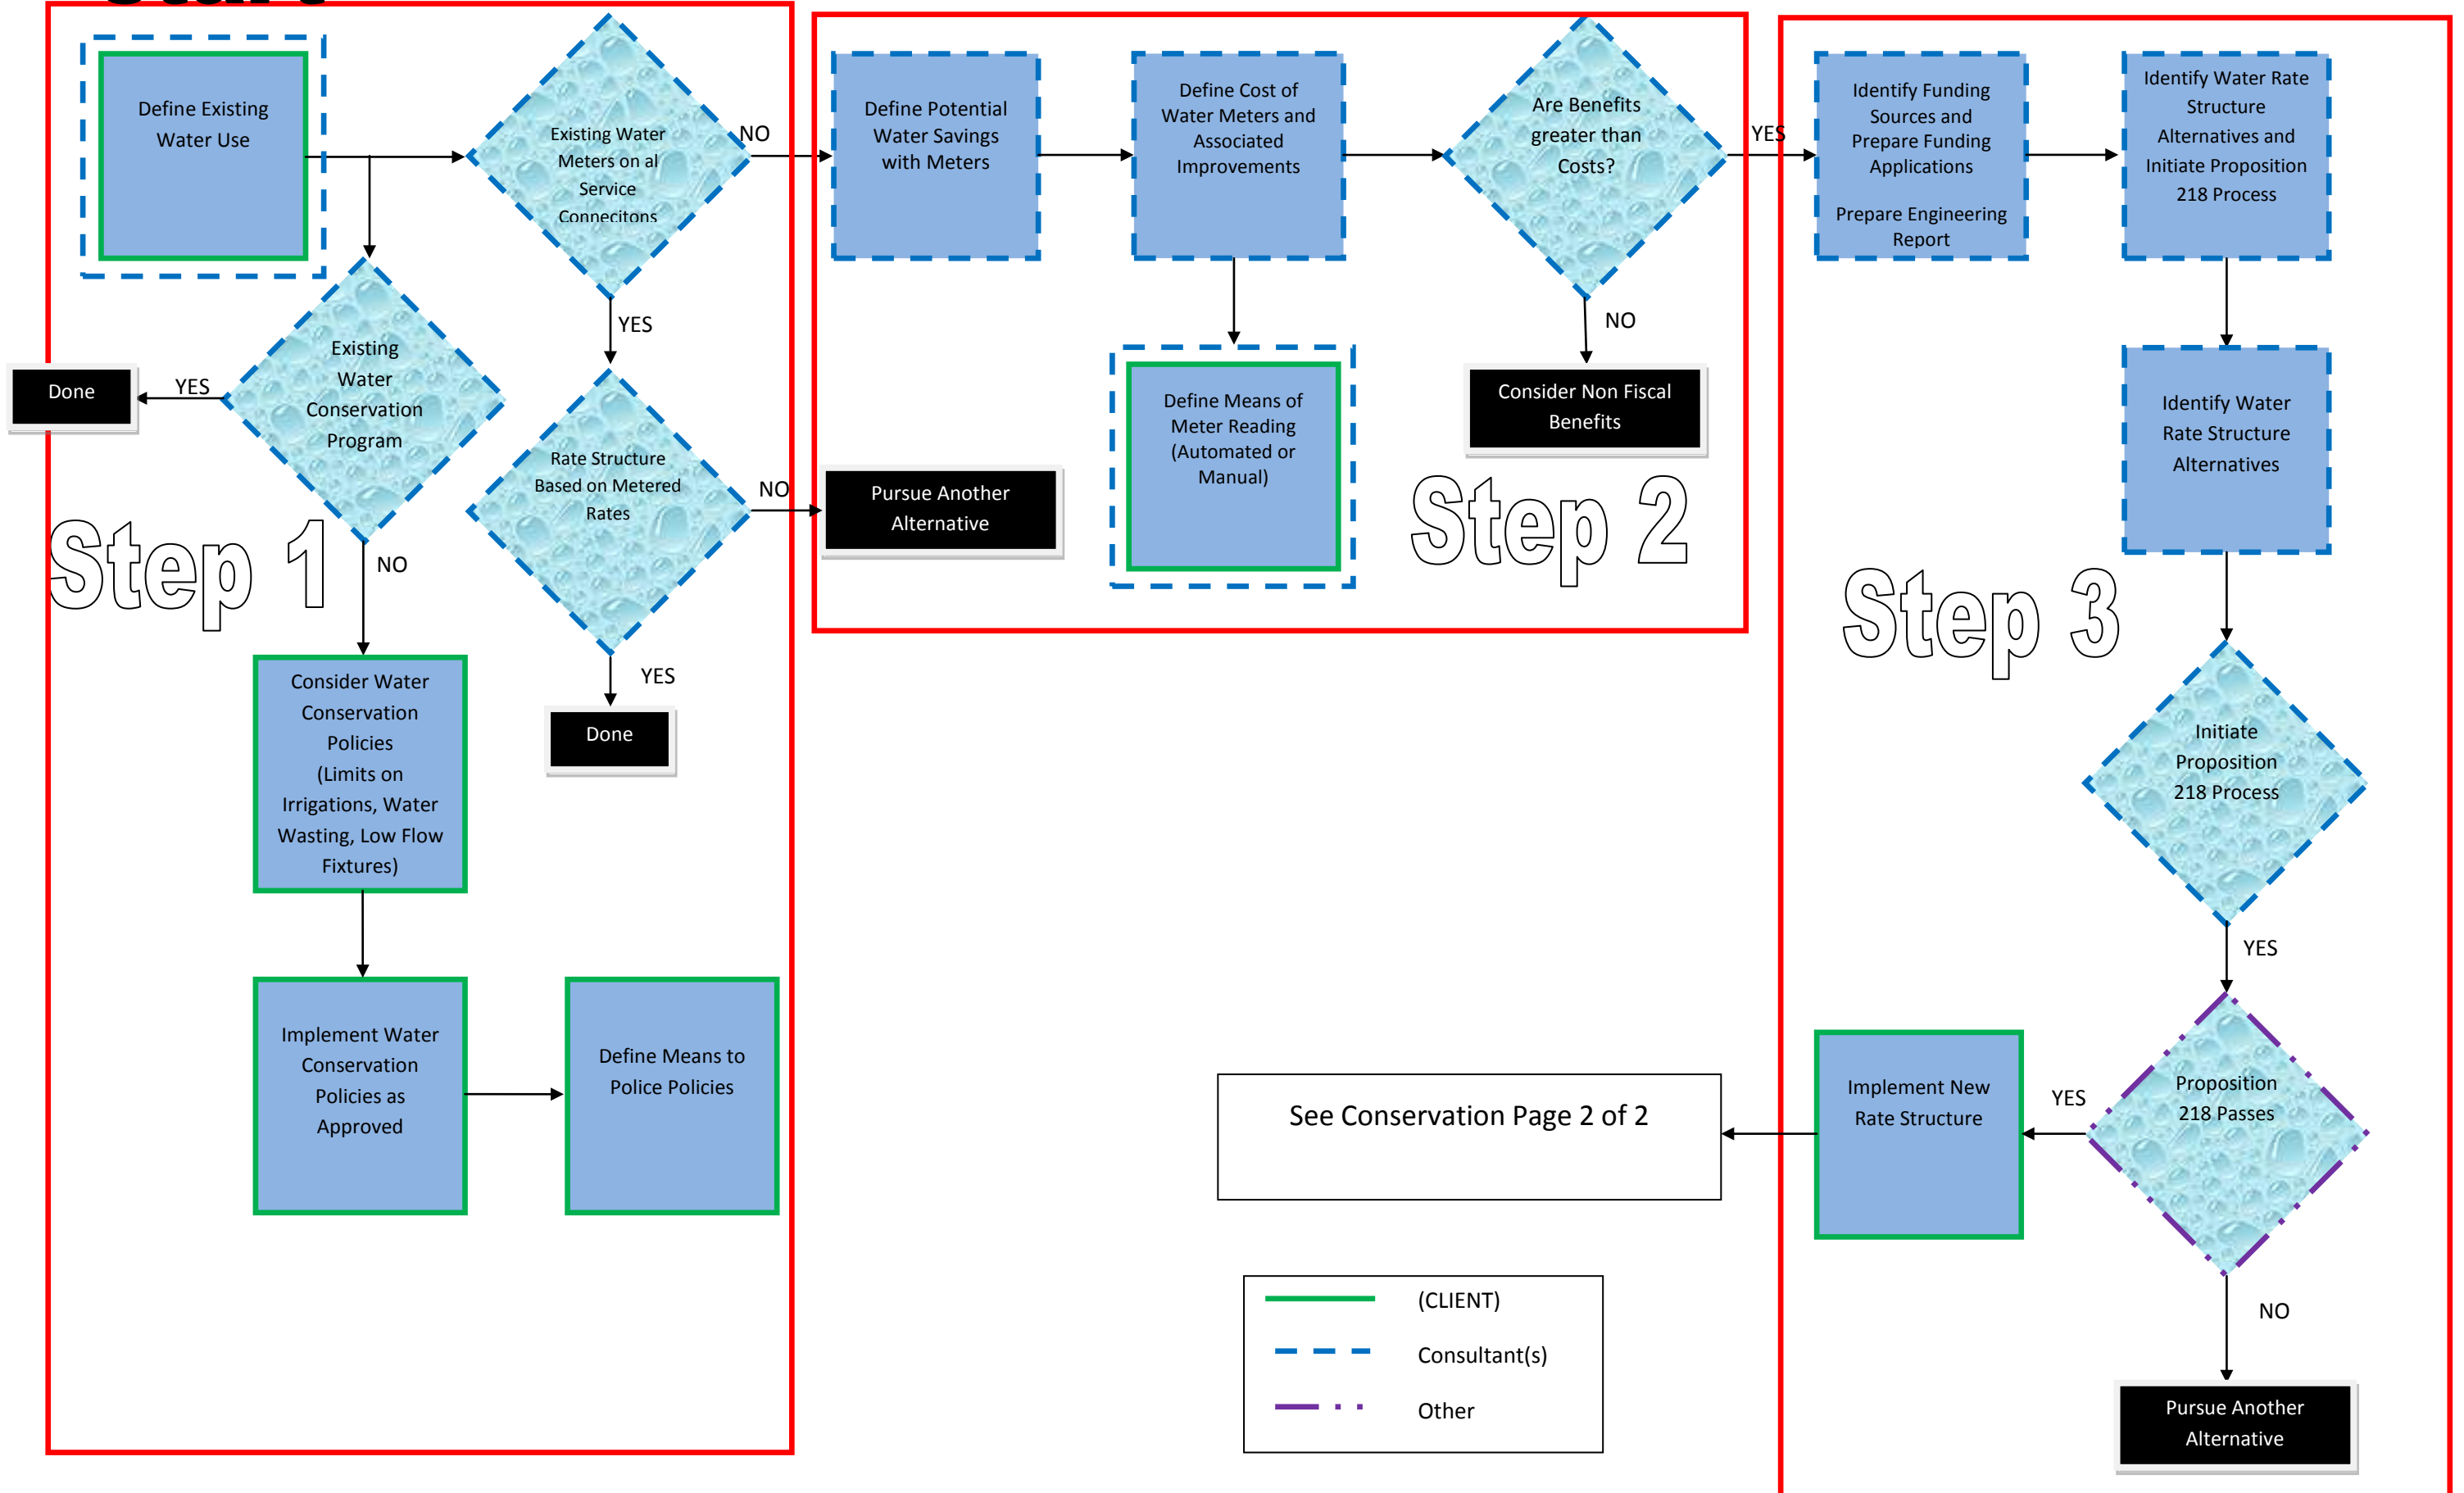 Define Existing
Water Use
Existing Water
Meters on al
Service
Connecitons
NO
YES
Existing
Water
Conservation
Program
YES
Done
NO
Rate Structure
Based on Metered
Rates
NO
YES
Done
Step 1
Consider Water
Conservation
Policies
(Limits on
Irrigations, Water
Wasting, Low Flow
Fixtures)
Implement Water
Conservation
Policies as
Approved
Define Means to
Police Policies
Define Potential
Water Savings
with Meters
Define Cost of
Water Meters and
Associated
Improvements
Are Benefits
greater than
Costs?
YES
NO
Define Means of
Meter Reading
(Automated or
Manual)
Consider Non Fiscal
Benefits
Pursue Another
Alternative
Step 2
Identify Funding
Sources and
Prepare Funding
Applications
Prepare Engineering
Report
Identify Water Rate
Structure
Alternatives and
Initiate Proposition
218 Process
Identify Water
Rate Structure
Alternatives
Step 3
Initiate
Proposition
218 Process
YES
Proposition
218 Passes
YES
Implement New
Rate Structure
See Conservation Page 2 of 2
NO
Pursue Another
Alternative
(CLIENT)
Consultant(s)
Other